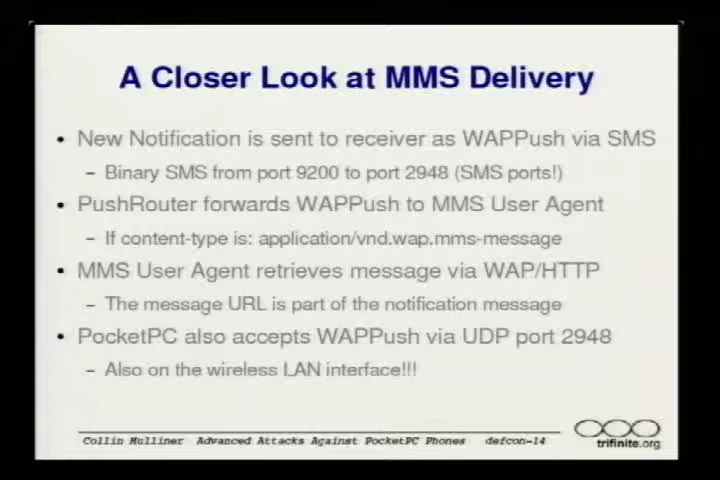 A Closer Look at MMS Delivery
• New Notification is sent to receiver as WAPPush via SMS
– Binary SMS from port 9200 to port 2948 (SMS ports!)
• PushRouter forwards WAPPush to MMS User Agent
– If content-type is: application/vnd.wap.mms-message
• MMS User Agent retrieves message via WAP/HTTP
– The message URL is part of the notification message
• PocketPC also accepts WAPPush via UDP port 2948
– Also on the wireless LAN interface!!!
Collin Mulliner Advanced Attacks Against PocketPC Phones defcon-14
trifinite.org